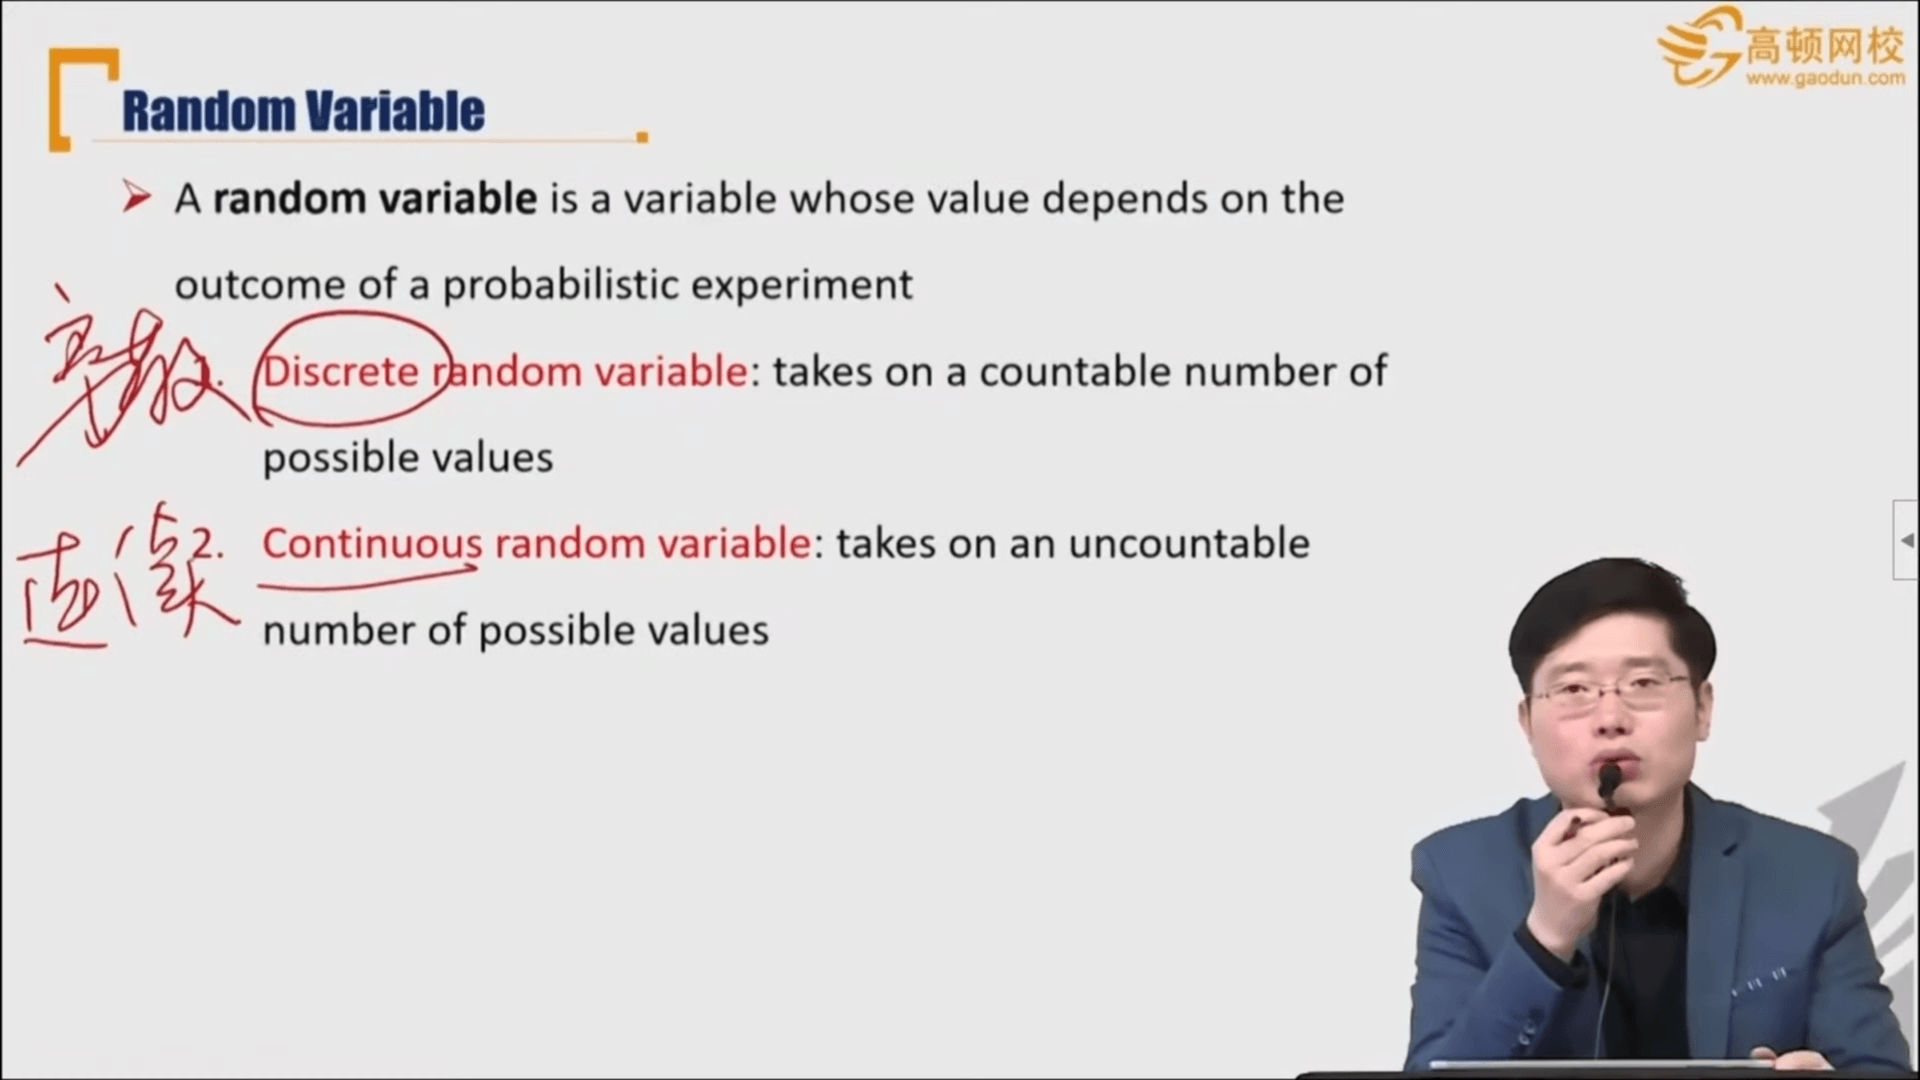 高顿网校
www.gaodun.com
Random Variable
A random variable is a variable whose value depends on the
outcome of a probabilistic experiment
离散
Discrete random variable: takes on a countable number of
possible values
连续
2. Continuous random variable: takes on an uncountable
number of possible values